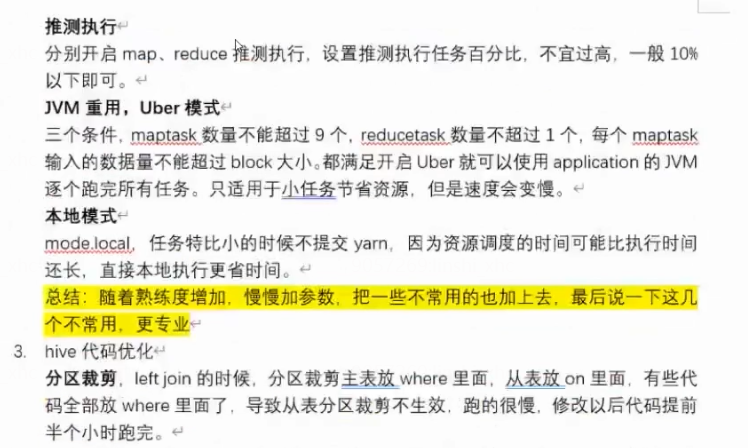 推测执行
分别开启 map、reduce 推测执行，设置推测执行任务百分比，不宜过高，一般 10%
以下即可。
JVM 重用，Uber 模式
三个条件，maptask 数量不能超过 9 个，reducetask 数量不超过 1 个，每个 maptask
输入的数据量不能超过 block 大小。都满足开启 Uber 就可以使用 application 的 JVM
逐个跑完所有任务。只适用于小任务节省资源，但是速度会变慢。
本地模式
mode.local，任务特比小的时候不提交 yarn，因为资源调度的时间可能比执行时间
还长，直接本地执行更省时间。
总结：随着熟练度增加，慢慢加参数，把一些不常用的也加上去，最后说一下这几
个不常用，更专业
3. hive 代码优化
分区裁剪，left join 的时候，分区裁剪主表放 where 里面，从表放 on 里面，有些代
码全部放 where 里面了，导致从表分区裁剪不生效，跑的很慢，修改以后代码提前
半个小时跑完。